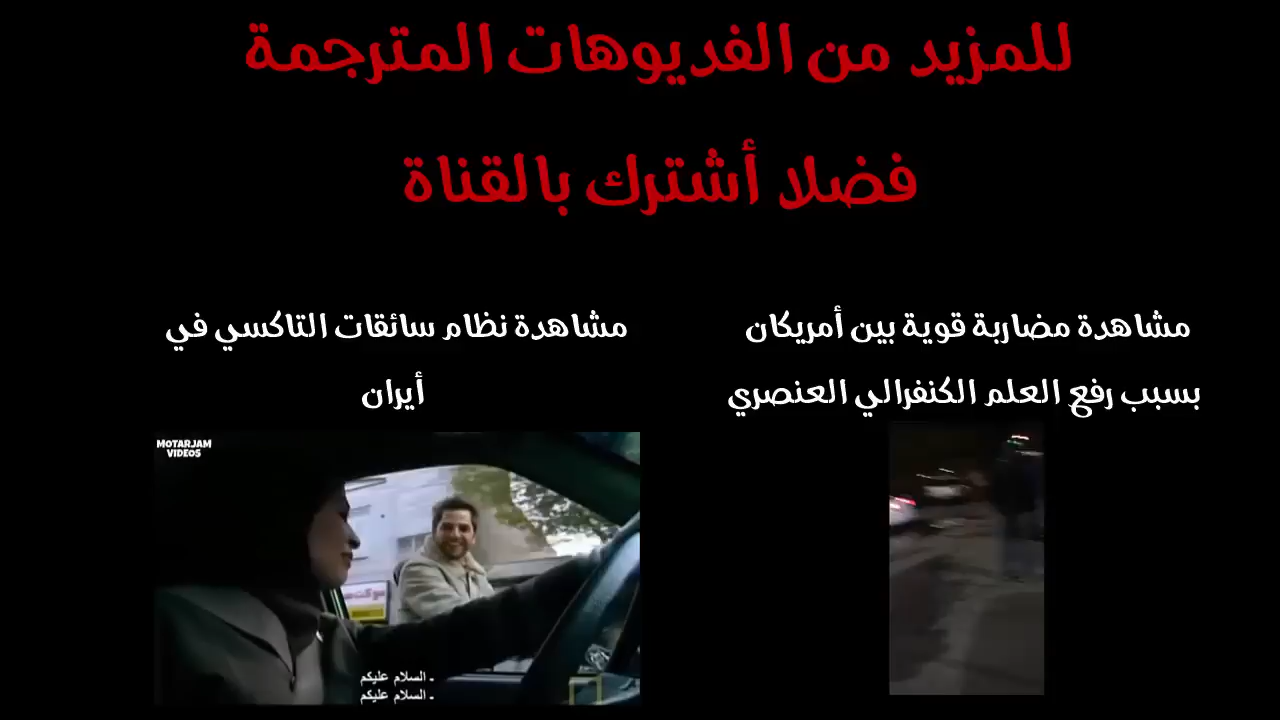 للمزيد من الفديوهات المترجمة
فضلا أشترك بالقناة
مشاهدة مضاربة قوية بين أمريكان
بسبب رفع العلم الكنفرالي العنصري
مشاهدة نظام سائقات التاكسي في
أيران
MOTARJAM
VIDEOS
- السلام عليكم
- السلام عليكم